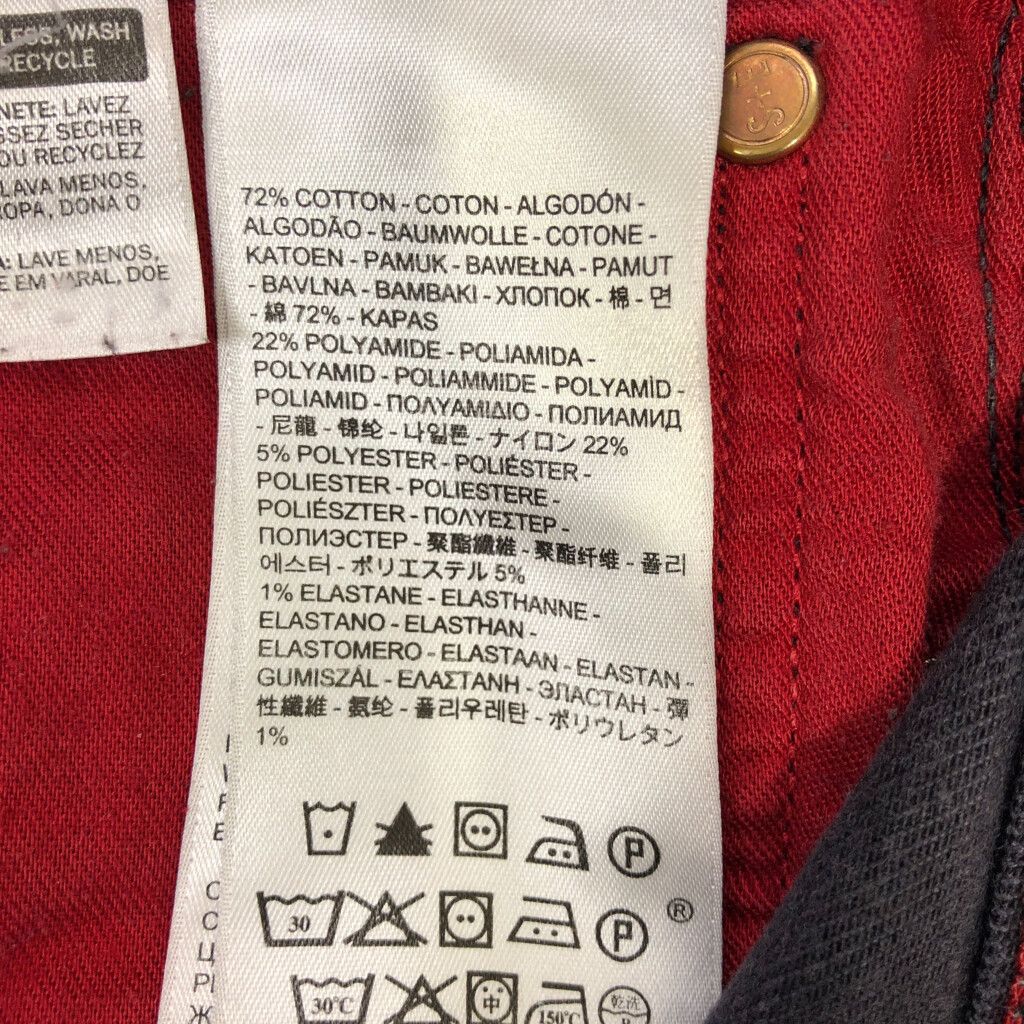 LESS, WASH
RECYCLE
NETE: LAVEZ
SSEZ SECHER
OU RECYCLEZ
LAVA MENOS,
OPA, DONA O
A: LAVE MENOS,
E EM VARAL, DOE
72% COTTON - COTON - ALGODÓN -
ALGODÃO - BAUMWOLLE - COTONE -
KATOEN - PAMUK - BAWEŁNA - PAMUT
- BAVLNA - BAMBAKI - ХЛОПОК - 棉 - 면
- 綿 72% - KAPAS
22% POLYAMIDE - POLIAMIDA -
POLYAMID - POLIAMMIDE - POLYAMÌD -
POLIAMID - ΠΟΛΥΑΜΙΔΙΟ - ПОЛИАМИД
- 尼龍 - 锦纶 - 나일론 - ナイロン 22%
5% POLYESTER - POLIÉSTER -
POLIESTER - POLIESTERE -
POLIÉSZTER - ΠΟΛΥΕΣΤΕΡ -
ПОЛИЭСТЕР - 聚酯纖維 - 聚酯纤维 - 폴리
에스터 - ポリエステル 5%
1% ELASTANE - ELASTHANNE -
ELASTANO - ELASTHAN -
ELASTOMERO - ELASTAAN - ELASTAN -
GUMISZÁL - ΕΛΑΣΤΑΝΗ - ЭЛАСТАН - 彈
性纖維 - 氨纶 - 폴리우레탄 - ポリウレタン
1%
P
30 P ®
30°C 中 150°C 乾洗